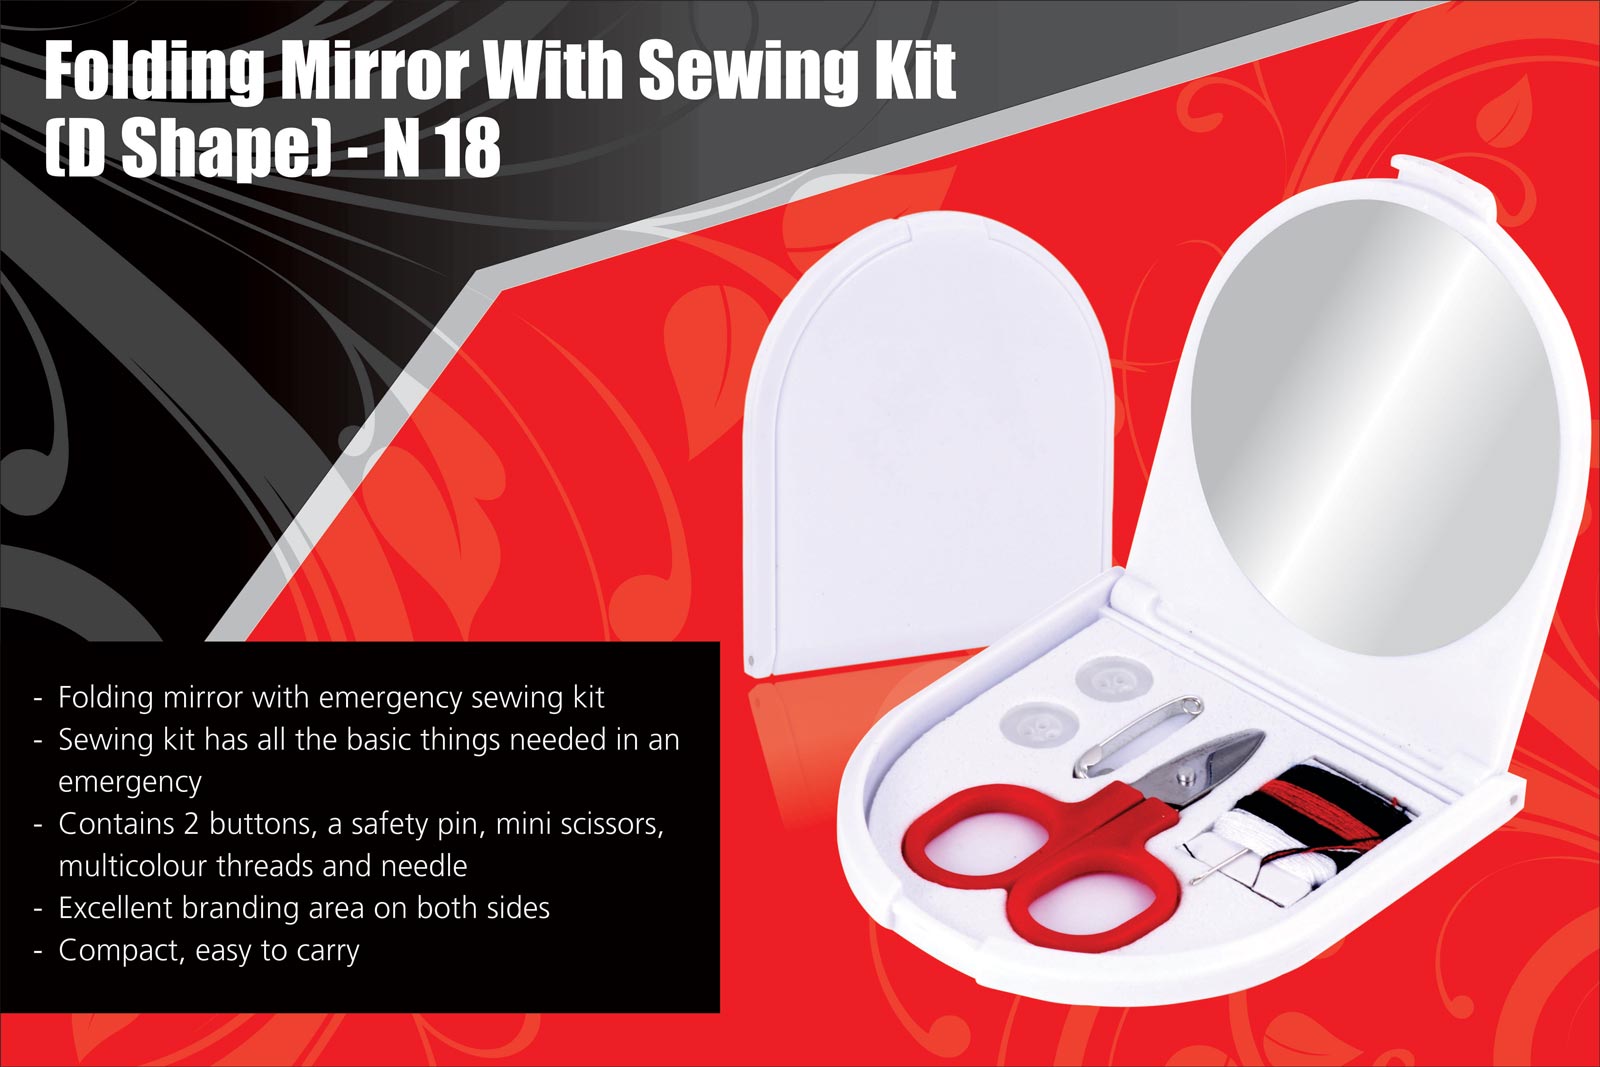 Folding Mirror With Sewing Kit
(D Shape) - N 18
- Folding mirror with emergency sewing kit
- Sewing kit has all the basic things needed in an
emergency
- Contains 2 buttons, a safety pin, mini scissors,
multicolour threads and needle
- Excellent branding area on both sides
- Compact, easy to carry